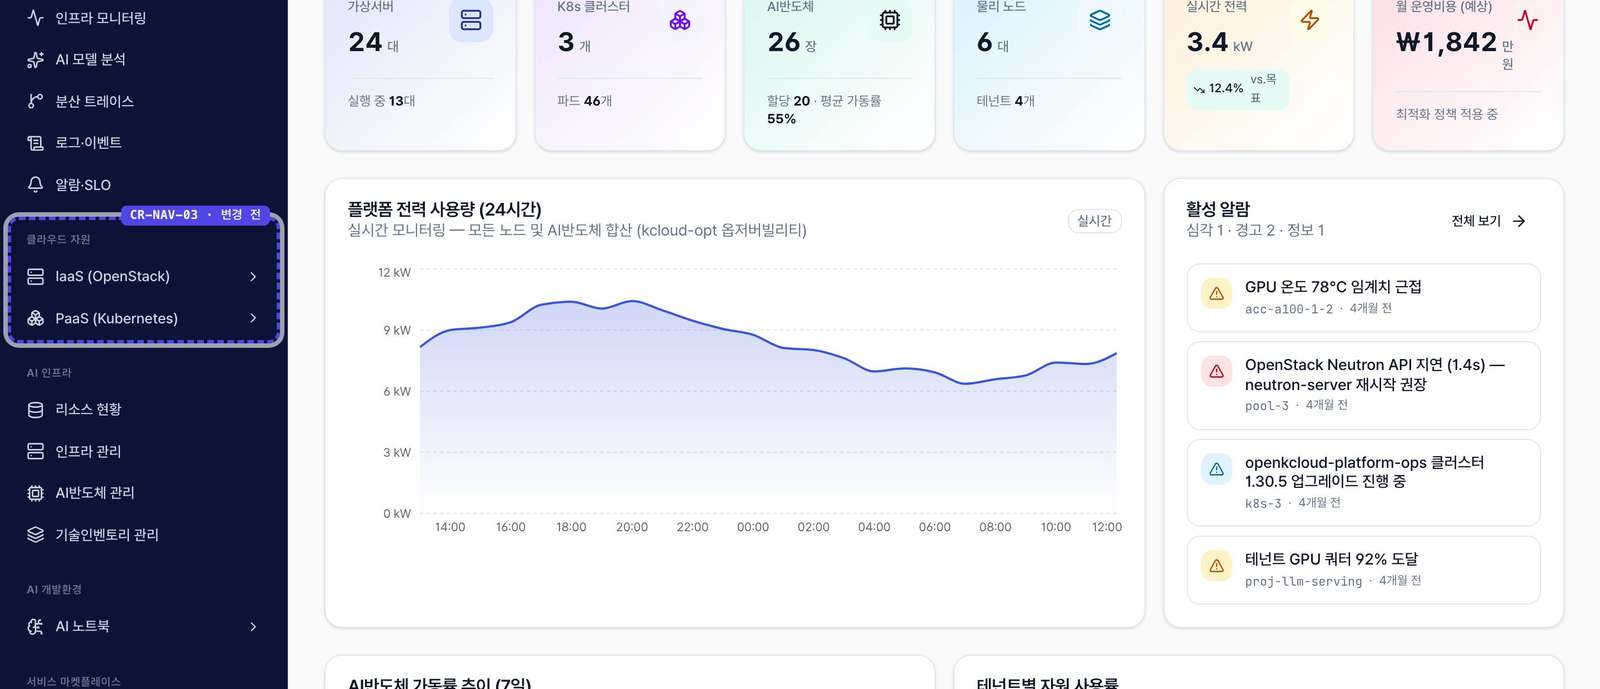 인프라 모니터링
AI 모델 분석
분산 트레이스
로그·이벤트
알람·SLO
CR-NAV-03 · 변경 전
클라우드 자원
IaaS (OpenStack)
PaaS (Kubernetes)
AI 인프라
리소스 현황
인프라 관리
AI반도체 관리
기술인벤토리 관리
AI 개발환경
AI 노트북
서비스 마켓플레이스
가상서버
24 대
실행 중 13대
K8s 클러스터
3 개
파드 46개
AI반도체
26 장
할당 20 · 평균 가동률
55%
물리 노드
6 대
테넌트 4개
실시간 전력
3.4 kW
12.4% vs.목
표
월 운영비용 (예상)
₩1,842 만
원
최적화 정책 적용 중
플랫폼 전력 사용량 (24시간)
실시간 모니터링 — 모든 노드 및 AI반도체 합산 (kcloud-opt 옵저버빌리티)
실시간
12 kW
9 kW
6 kW
3 kW
0 kW
14:00 16:00 18:00 20:00 22:00 00:00 02:00 04:00 06:00 08:00 10:00 12:00
활성 알람
심각 1 · 경고 2 · 정보 1
전체 보기
GPU 온도 78°C 임계치 근접
acc-a100-1-2 · 4개월 전
OpenStack Neutron API 지연 (1.4s) —
neutron-server 재시작 권장
pool-3 · 4개월 전
openkcloud-platform-ops 클러스터
1.30.5 업그레이드 진행 중
k8s-3 · 4개월 전
테넌트 GPU 쿼터 92% 도달
proj-llm-serving · 4개월 전
AI반도체 가동률 추이 (7일)
테넌트별 자원 사용률